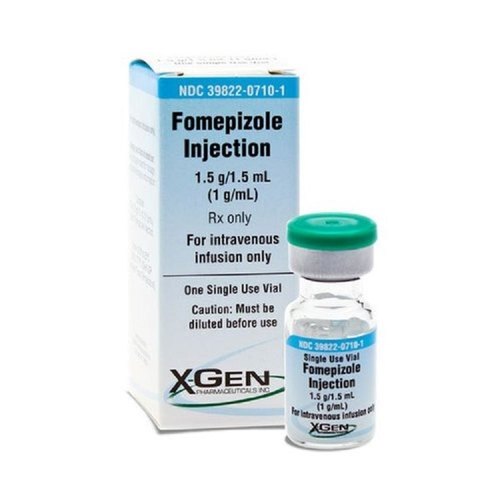 NDC 39822-0710-1
Fomepizole
Injection
1.5 g/1.5 mL
(1 g/mL)
Rx only
For intravenous
infusion only
One Single Use Vial
Caution: Must be
diluted before use
X-GEN
PHARMACEUTICALS INC
NDC 39822-0710-1
Single Use Vial
Fomepizole
Injection
1.5 g/1.5 mL
(1 g/mL)
For intravenous infusion only
X-GEN